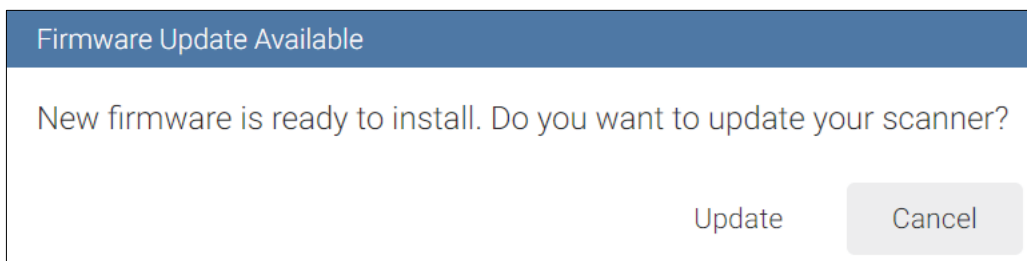 Firmware Update Available
New firmware is ready to install. Do you want to update your scanner?
Update Cancel